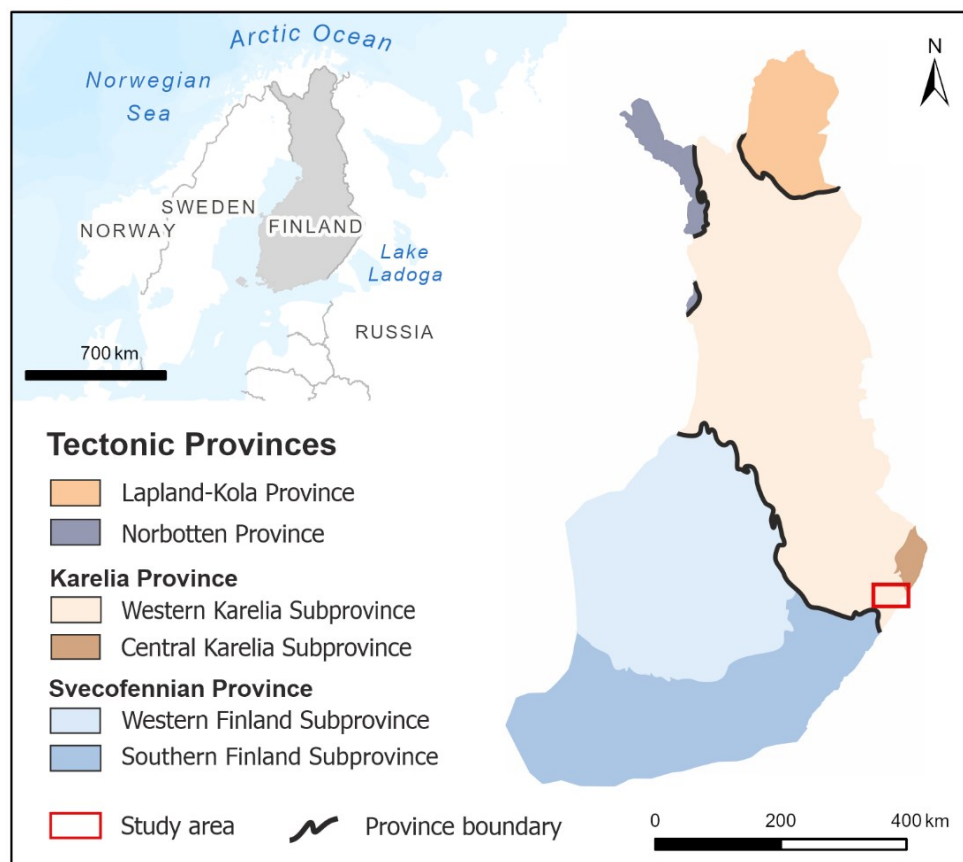 Arctic Ocean
Norwegian
Sea
N
SWEDEN
NORWAY
FINLAND
Lake
Ladoga
RUSSIA
700 km
Tectonic Provinces
Lapland-Kola Province
Norbotten Province
Karelia Province
Western Karelia Subprovince
Central Karelia Subprovince
Svecofennian Province
Western Finland Subprovince
Southern Finland Subprovince
Study area
Province boundary
0 200 400 km